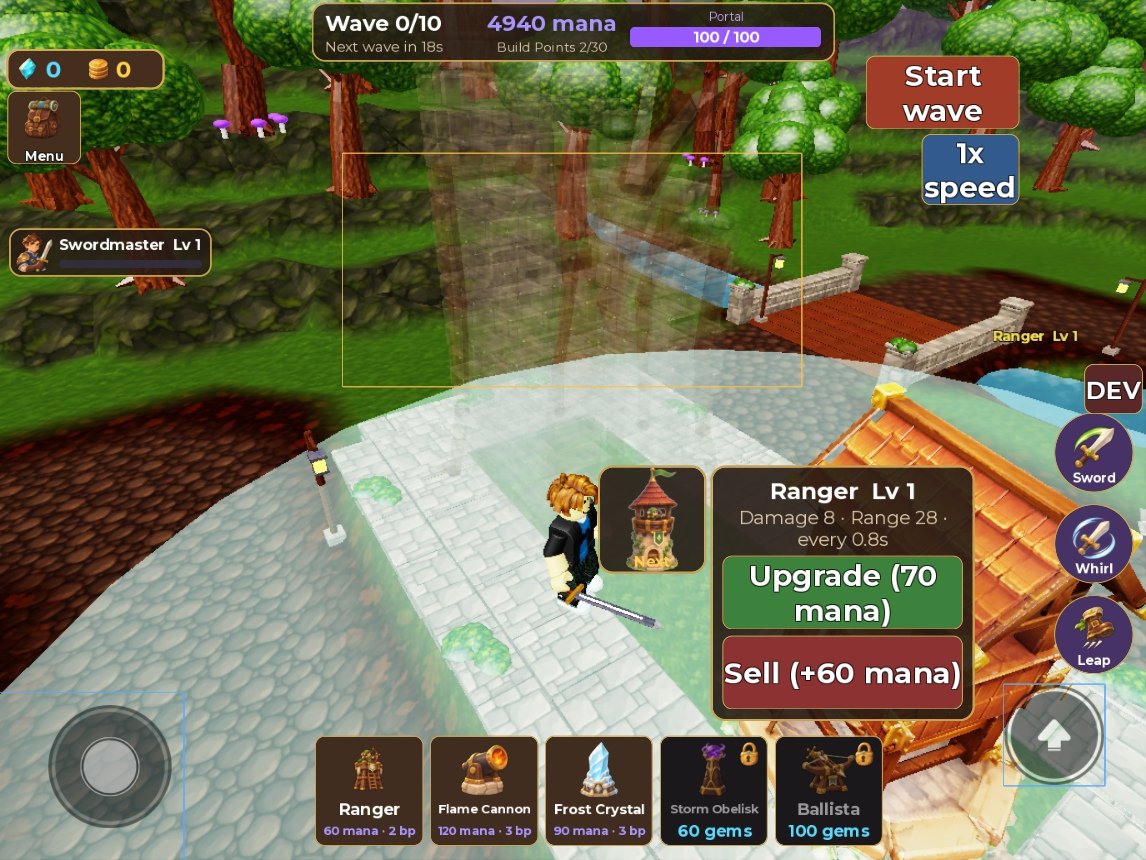 Wave 0/10
4940 mana
Portal
Next wave in 18s
Build Points 2/30
100 / 100
0
0
Start
wave
Menu
1x
speed
Swordmaster Lv 1
Ranger Lv 1
DEV
Sword
Ranger Lv 1
Damage 8 · Range 28 ·
every 0.8s
Next
Whirl
Upgrade (70
mana)
Leap
Sell (+60 mana)
Ranger
60 mana · 2 bp
Flame Cannon
120 mana · 3 bp
Frost Crystal
90 mana · 3 bp
Storm Obelisk
60 gems
Ballista
100 gems